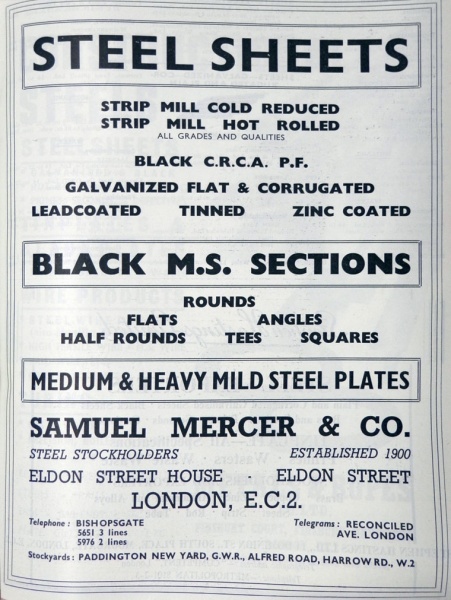 STEEL SHEETS
STRIP MILL COLD REDUCED
STRIP MILL HOT ROLLED
ALL GRADES AND QUALITIES
BLACK C.R.C.A. P.F.
GALVANIZED FLAT & CORRUGATED
LEADCOATED TINNED ZINC COATED
BLACK M.S. SECTIONS
ROUNDS
FLATS ANGLES
HALF ROUNDS TEES SQUARES
MEDIUM & HEAVY MILD STEEL PLATES
SAMUEL MERCER & CO.
STEEL STOCKHOLDERS ESTABLISHED 1900
ELDON STREET HOUSE · ELDON STREET
LONDON, E.C.2.
Telephone : BISHOPSGATE Telegrams : RECONCILED
5651 3 lines AVE. LONDON
5976 2 lines
Stockyards : PADDINGTON NEW YARD, G.W.R., ALFRED ROAD, HARROW RD., W.2